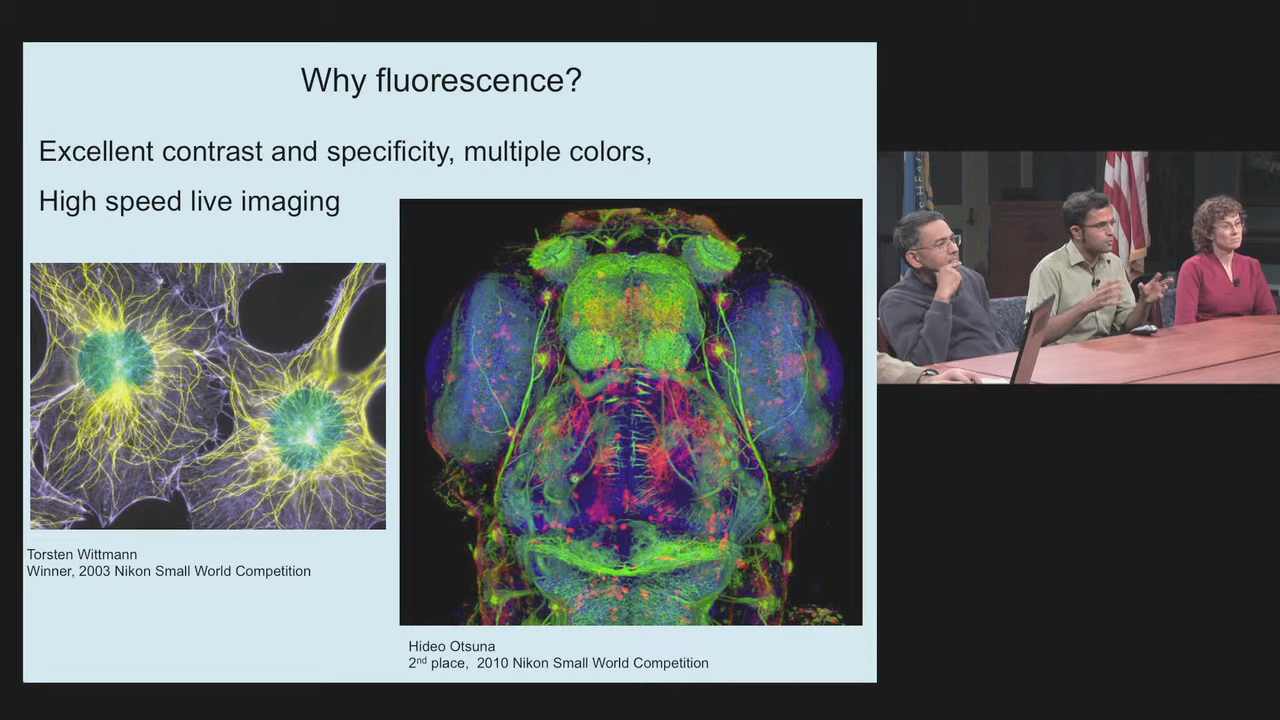 Why fluorescence?
Excellent contrast and specificity, multiple colors,
High speed live imaging
Torsten Wittmann
Winner, 2003 Nikon Small World Competition
Hideo Otsuna
2nd place, 2010 Nikon Small World Competition